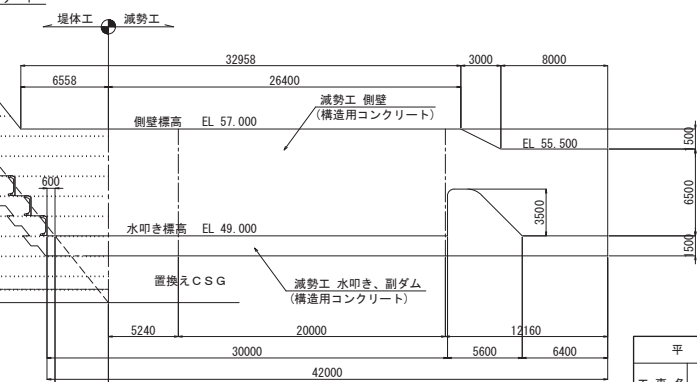 堤体工 減勢工
32958 3000 8000
6558 26400
減勢工 側壁
(構造用コンクリート)
側壁標高 EL 57.000
EL 55.500
500
600
6500
3500
水叩き標高 EL 49.000
1500
置換えCSG
減勢工 水叩き、副ダム
(構造用コンクリート)
5240 20000 12160
30000 5600 6400
42000
平